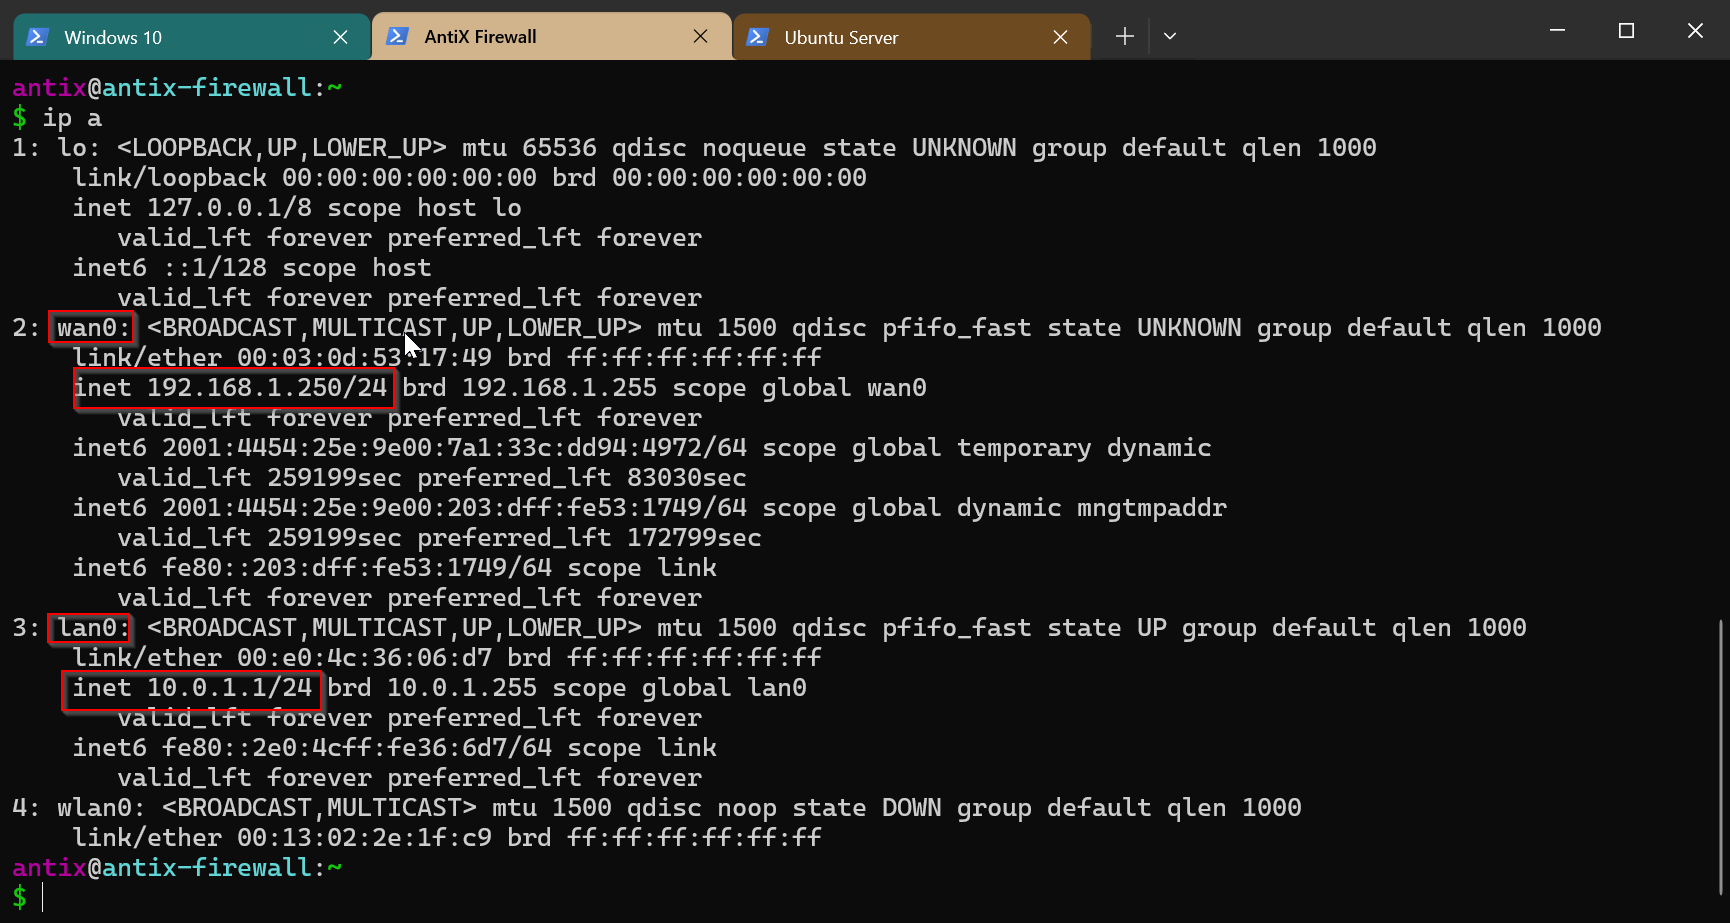 Windows 10
AntiX Firewall
Ubuntu Server
antix@antix-firewall:~
$ ip a
1: lo: <LOOPBACK,UP,LOWER_UP> mtu 65536 qdisc noqueue state UNKNOWN group default qlen 1000
    link/loopback 00:00:00:00:00:00 brd 00:00:00:00:00:00
    inet 127.0.0.1/8 scope host lo
       valid_lft forever preferred_lft forever
    inet6 ::1/128 scope host
       valid_lft forever preferred_lft forever
2: wan0: <BROADCAST,MULTICAST,UP,LOWER_UP> mtu 1500 qdisc pfifo_fast state UNKNOWN group default qlen 1000
    link/ether 00:03:0d:53:17:49 brd ff:ff:ff:ff:ff:ff
    inet 192.168.1.250/24 brd 192.168.1.255 scope global wan0
       valid_lft forever preferred_lft forever
    inet6 2001:4454:25e:9e00:7a1:33c:dd94:4972/64 scope global temporary dynamic
       valid_lft 259199sec preferred_lft 83030sec
    inet6 2001:4454:25e:9e00:203:dff:fe53:1749/64 scope global dynamic mngtmpaddr
       valid_lft 259199sec preferred_lft 172799sec
    inet6 fe80::203:dff:fe53:1749/64 scope link
       valid_lft forever preferred_lft forever
3: lan0: <BROADCAST,MULTICAST,UP,LOWER_UP> mtu 1500 qdisc pfifo_fast state UP group default qlen 1000
    link/ether 00:e0:4c:36:06:d7 brd ff:ff:ff:ff:ff:ff
    inet 10.0.1.1/24 brd 10.0.1.255 scope global lan0
       valid_lft forever preferred_lft forever
    inet6 fe80::2e0:4cff:fe36:6d7/64 scope link
       valid_lft forever preferred_lft forever
4: wlan0: <BROADCAST,MULTICAST> mtu 1500 qdisc noop state DOWN group default qlen 1000
    link/ether 00:13:02:2e:1f:c9 brd ff:ff:ff:ff:ff:ff
antix@antix-firewall:~
$